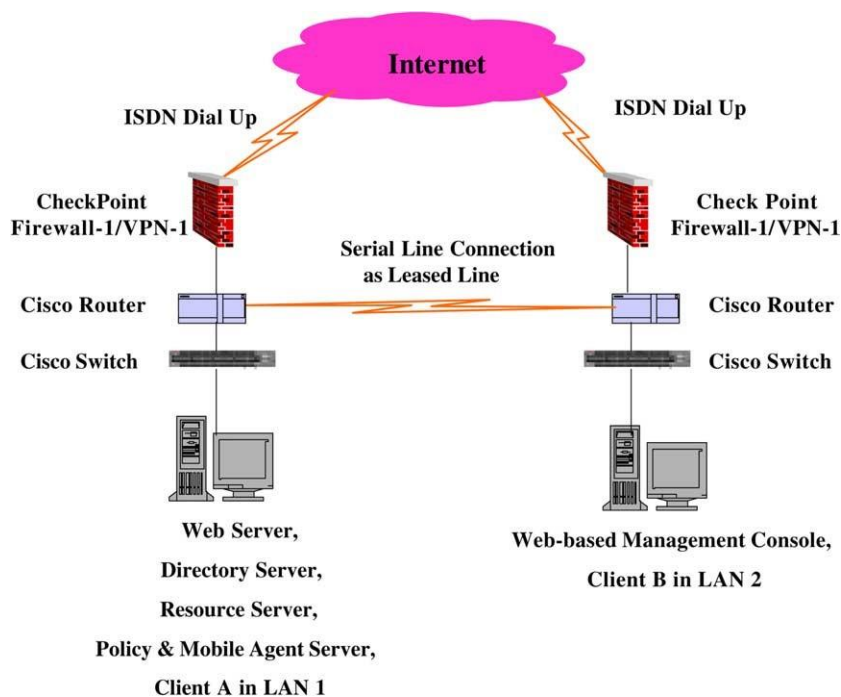 Internet
ISDN Dial Up
ISDN Dial Up
CheckPoint
Firewall-1/VPN-1
Check Point
Firewall-1/VPN-1
Serial Line Connection
as Leased Line
Cisco Router
Cisco Router
Cisco Switch
Cisco Switch
Web Server,
Directory Server,
Resource Server,
Policy & Mobile Agent Server,
Client A in LAN 1
Web-based Management Console,
Client B in LAN 2